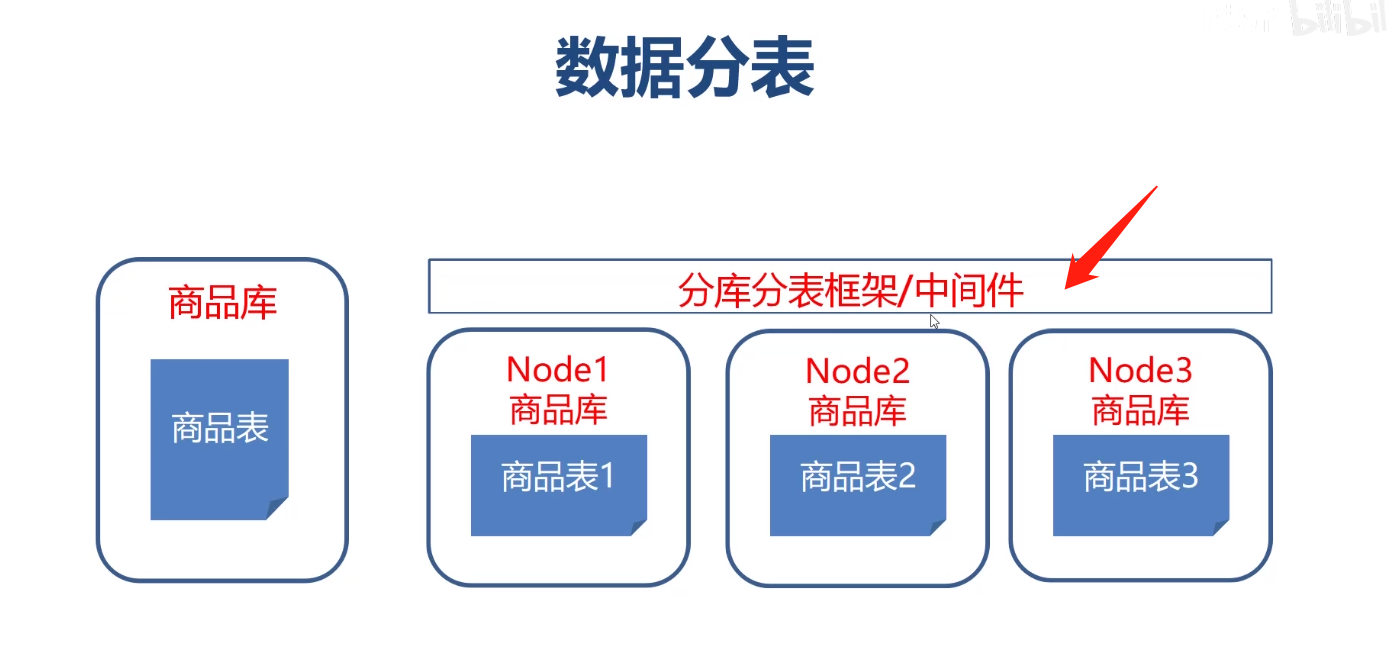 数据分表
商品库
商品表
分库分表框架/中间件
Node1
商品库
商品表1
Node2
商品库
商品表2
Node3
商品库
商品表3